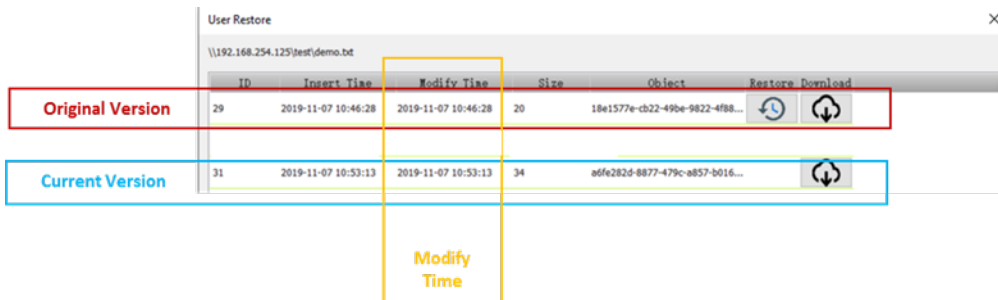 User Restore
\\192.168.254.125\test\demo.txt
ID Insert Time Modify Time Size Object Restore Download
Original Version 29 2019-11-07 10:46:28 2019-11-07 10:46:28 20 18e1577e-cb22-49be-9822-4f88...
Current Version 31 2019-11-07 10:53:13 2019-11-07 10:53:13 34 a6fe282d-8877-479c-a857-b016...
Modify
Time